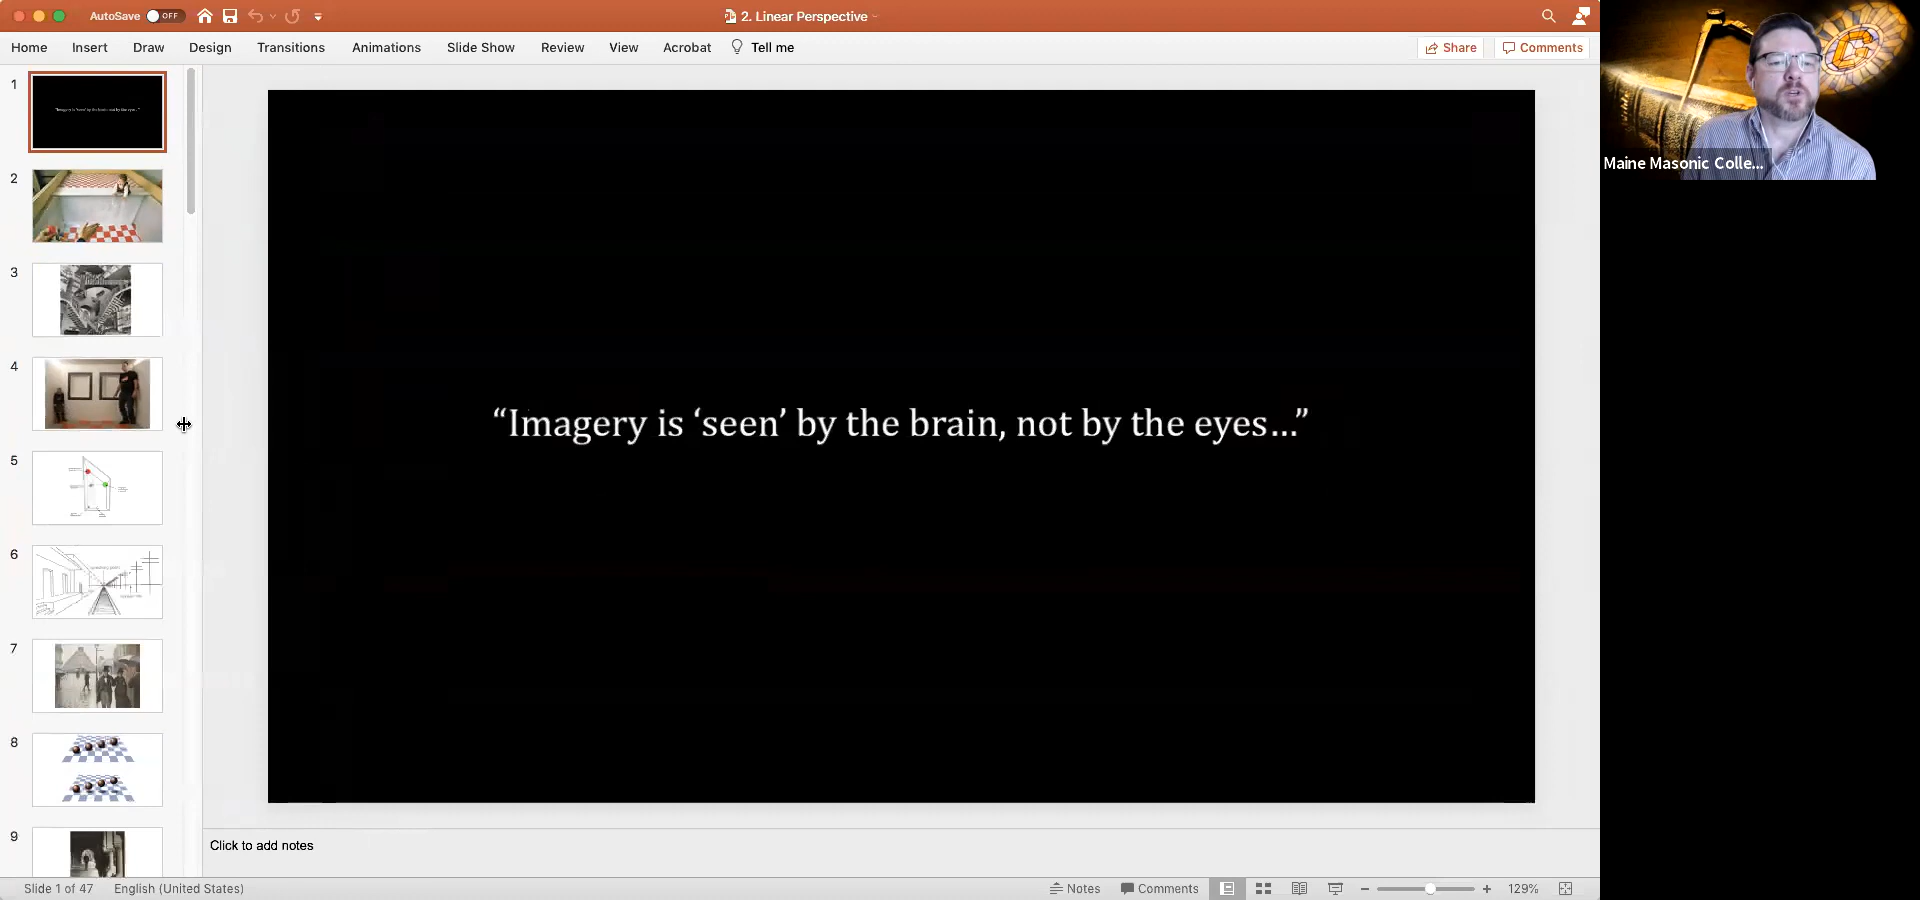 AutoSave OFF
2. Linear Perspective
Home Insert Draw Design Transitions Animations Slide Show Review View Acrobat Tell me
Share Comments
1
2
3
4
5
6
7
8
9
“Imagery is ‘seen’ by the brain, not by the eyes...”
Click to add notes
Slide 1 of 47 English (United States)
Notes Comments 129%
Maine Masonic Colle...